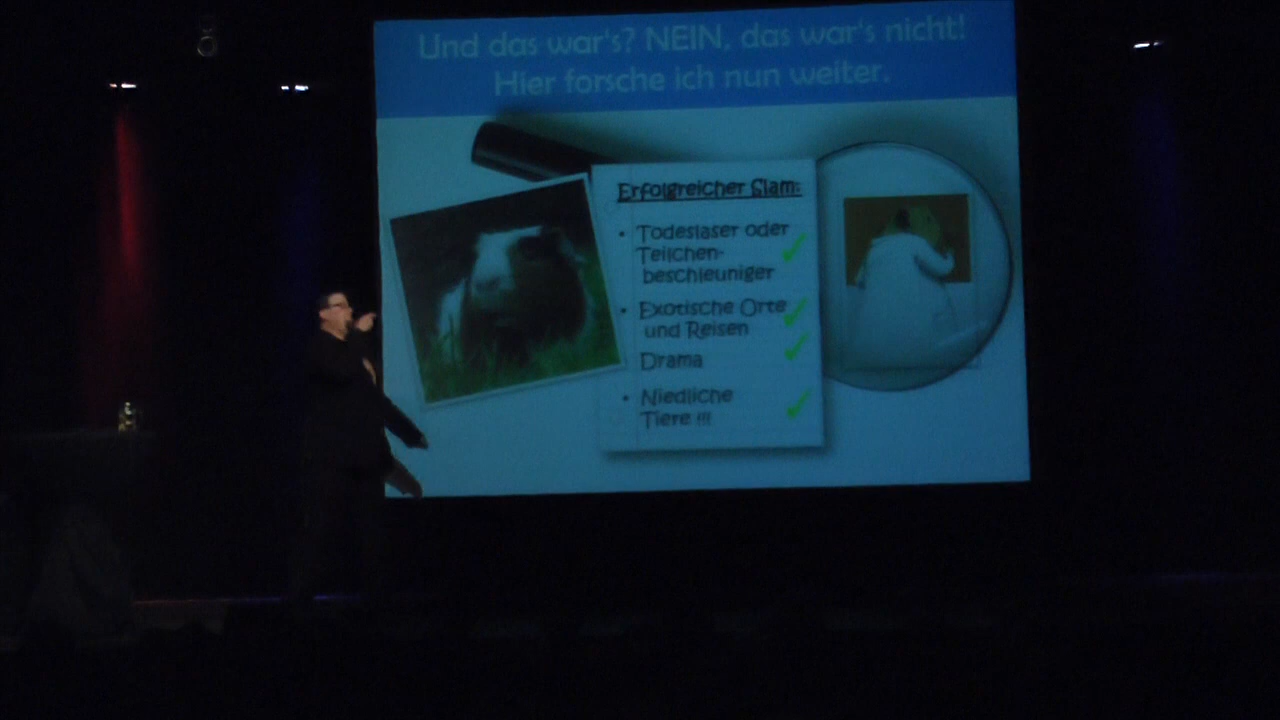 Und das war's? NEIN, das war's nicht!
Hier forsche ich nun weiter.
Erfolgreicher Slam:
• Todeslaser oder
Teilchen-
beschleuniger
• Exotische Orte
und Reisen
Drama
• Niedliche
Tiere !!!